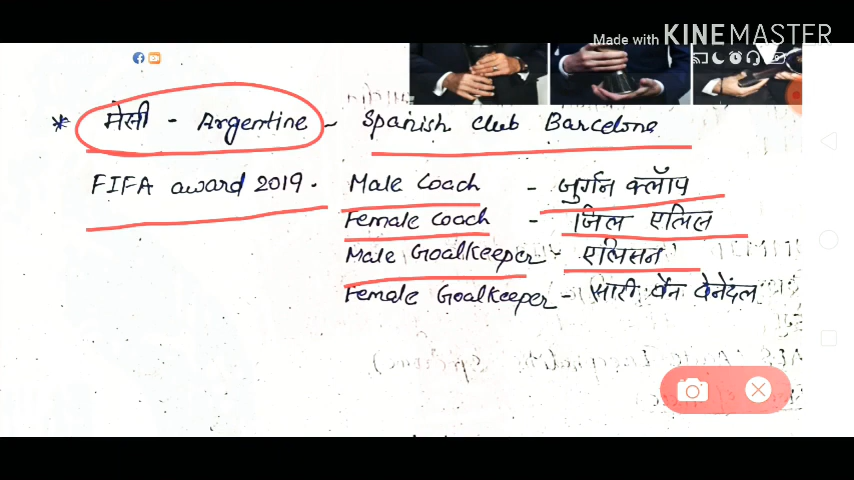 Made with KINEMASTER
* मेसी - Argentine - Spanish club Barcelona
FIFA award 2019. Male Coach - जुर्गन क्लॉप
Female Coach - जिल एलिस
Male Goalkeeper - एलिसन
Female Goalkeeper - सारी वॅन वेनेंदल